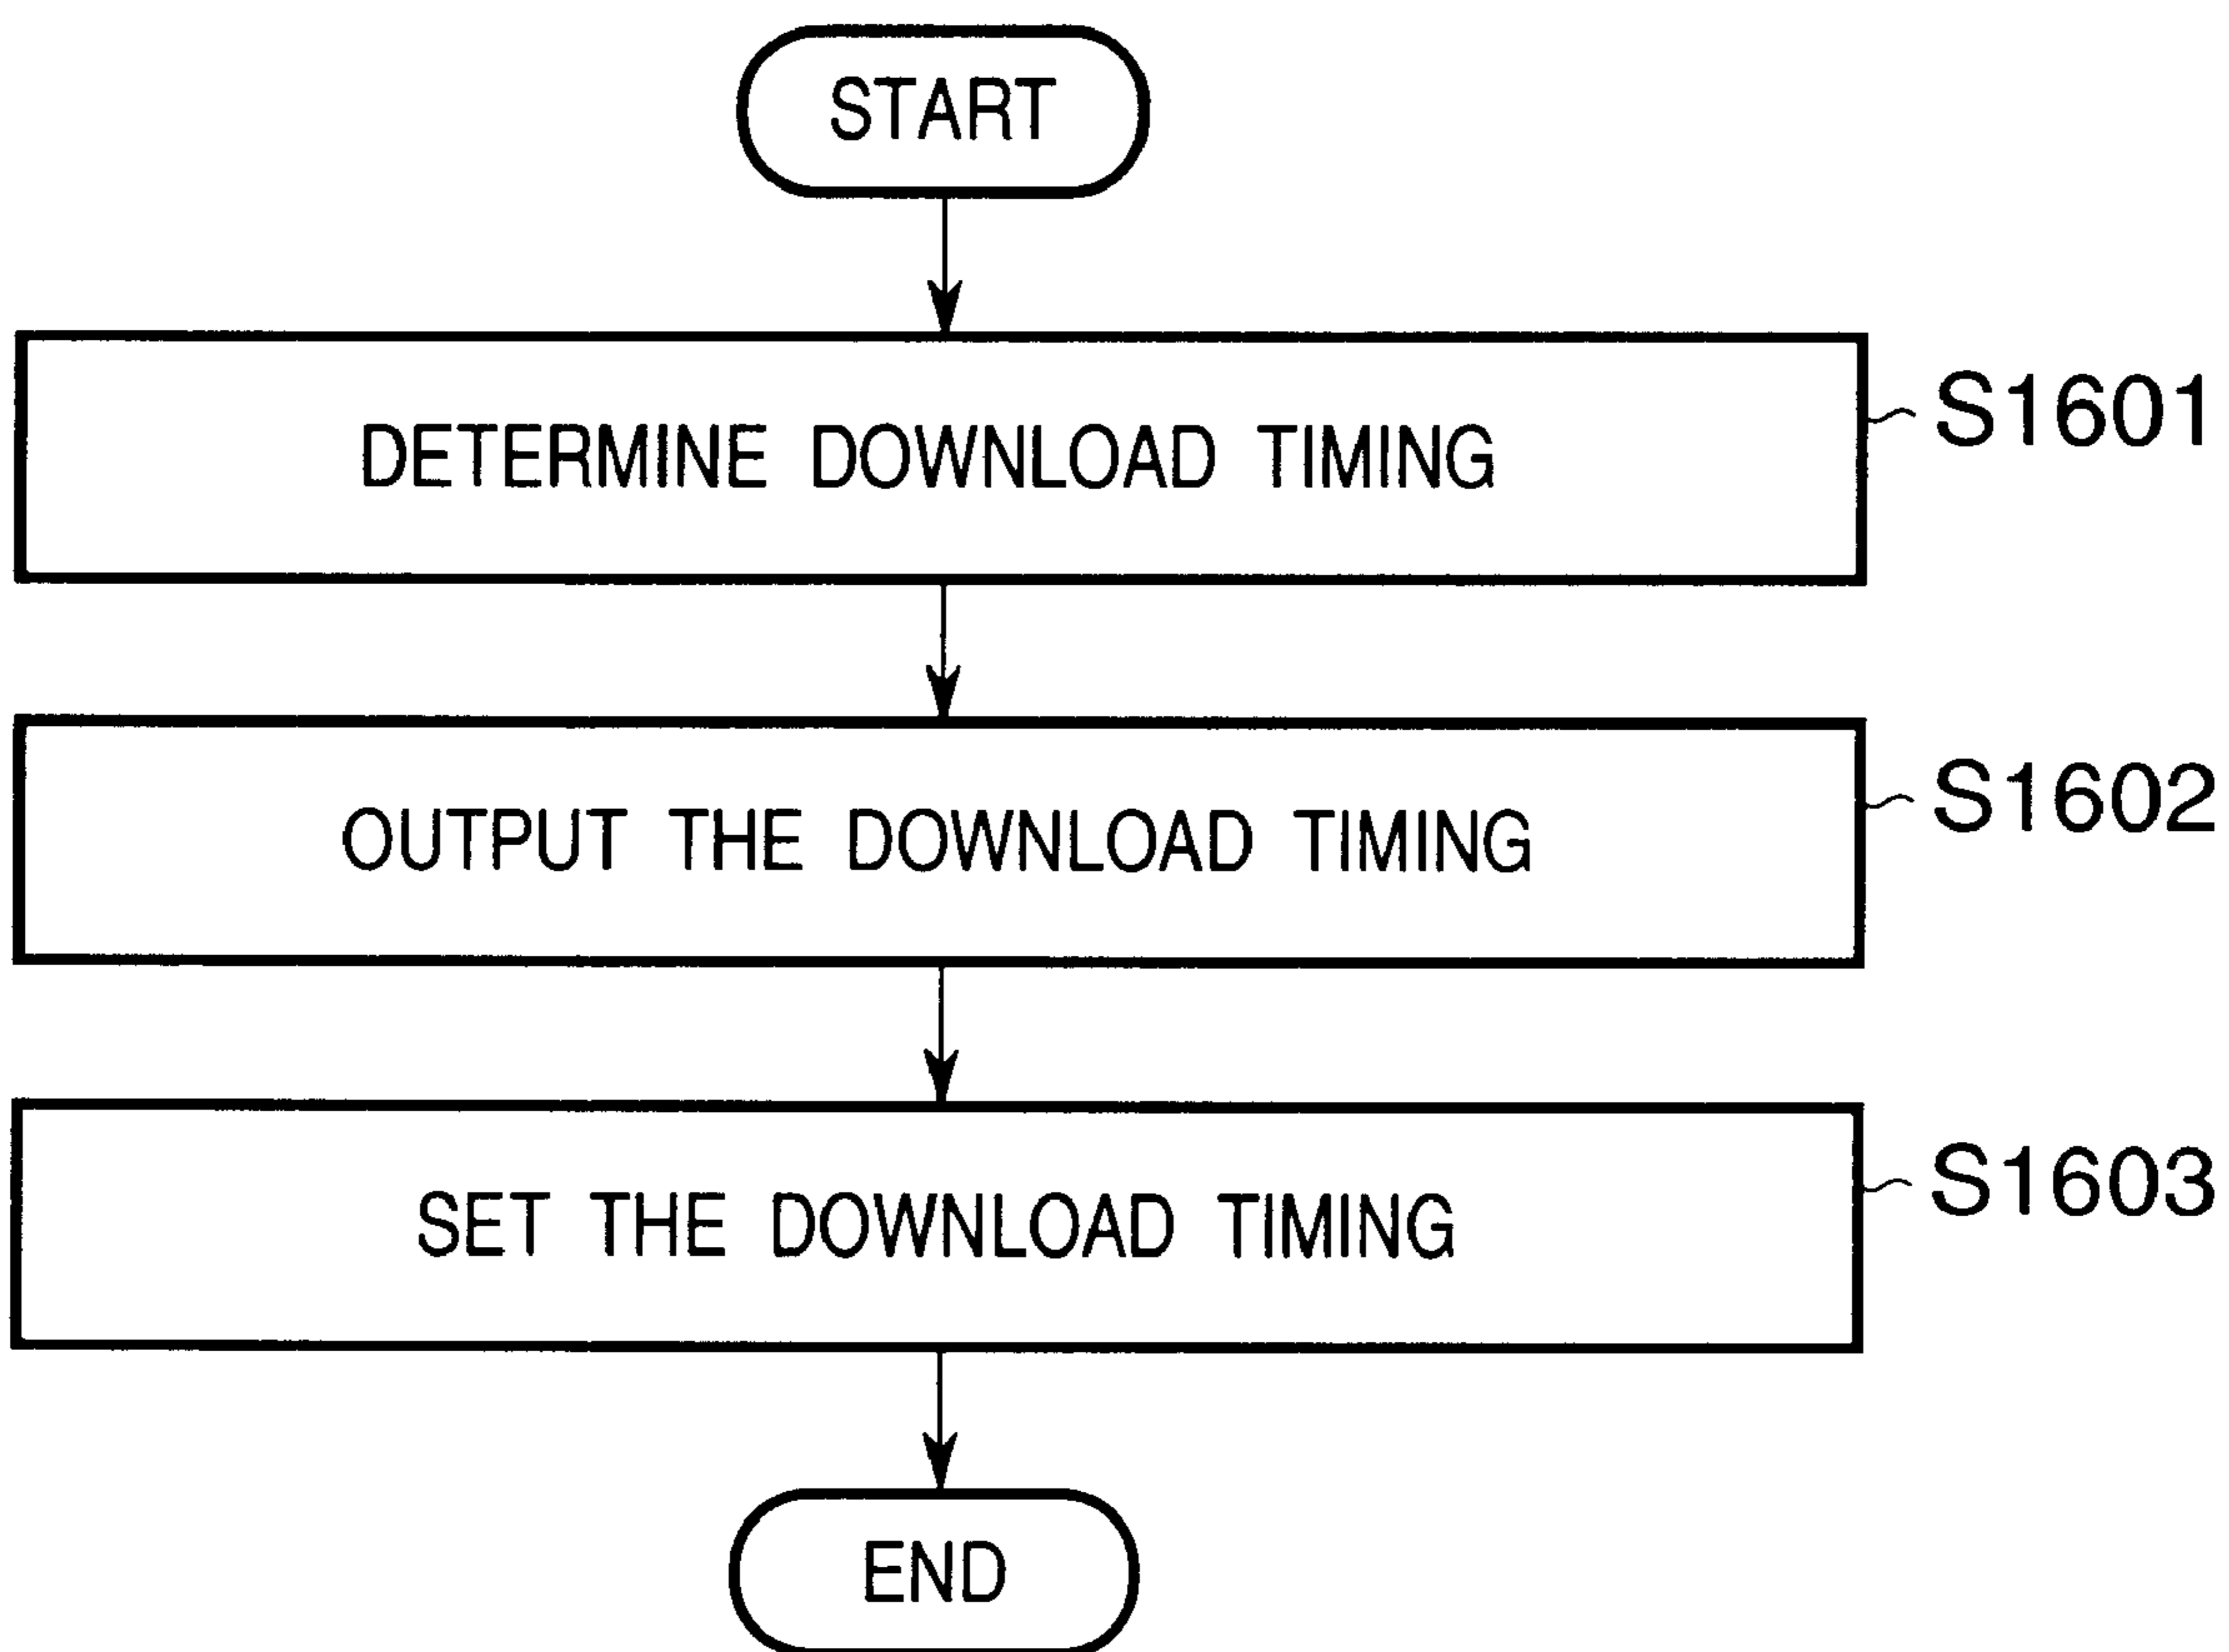 START
DETERMINE DOWNLOAD TIMING
S1601
OUTPUT THE DOWNLOAD TIMING
S1602
SET THE DOWNLOAD TIMING
S1603
END